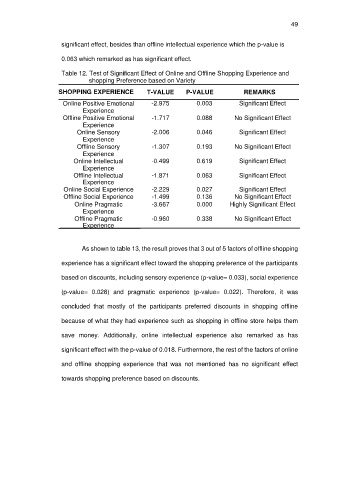 49
significant effect, besides than offline intellectual experience which the p-value is
0.063 which remarked as has significant effect.
Table 12. Test of Significant Effect of Online and Offline Shopping Experience and
shopping Preference based on Variety
SHOPPING EXPERIENCE T-VALUE P-VALUE REMARKS
Online Positive Emotional -2.975 0.003 Significant Effect
Experience
Offline Positive Emotional -1.717 0.088 No Significant Effect
Experience
Online Sensory -2.006 0.046 Significant Effect
Experience
Offline Sensory -1.307 0.193 No Significant Effect
Experience
Online Intellectual -0.499 0.619 Significant Effect
Experience
Offline Intellectual -1.871 0.063 Significant Effect
Experience
Online Social Experience -2.229 0.027 Significant Effect
Offline Social Experience -1.499 0.136 No Significant Effect
Online Pragmatic -3.667 0.000 Highly Significant Effect
Experience
Offline Pragmatic -0.960 0.338 No Significant Effect
Experience
As shown to table 13, the result proves that 3 out of 5 factors of offline shopping
experience has a significant effect toward the shopping preference of the participants
based on discounts, including sensory experience (p-value= 0.033), social experience
(p-value= 0.028) and pragmatic experience (p-value= 0.022). Therefore, it was
concluded that mostly of the participants preferred discounts in shopping offline
because of what they had experience such as shopping in offline store helps them
save money. Additionally, online intellectual experience also remarked as has
significant effect with the p-value of 0.018. Furthermore, the rest of the factors of online
and offline shopping experience that was not mentioned has no significant effect
towards shopping preference based on discounts.